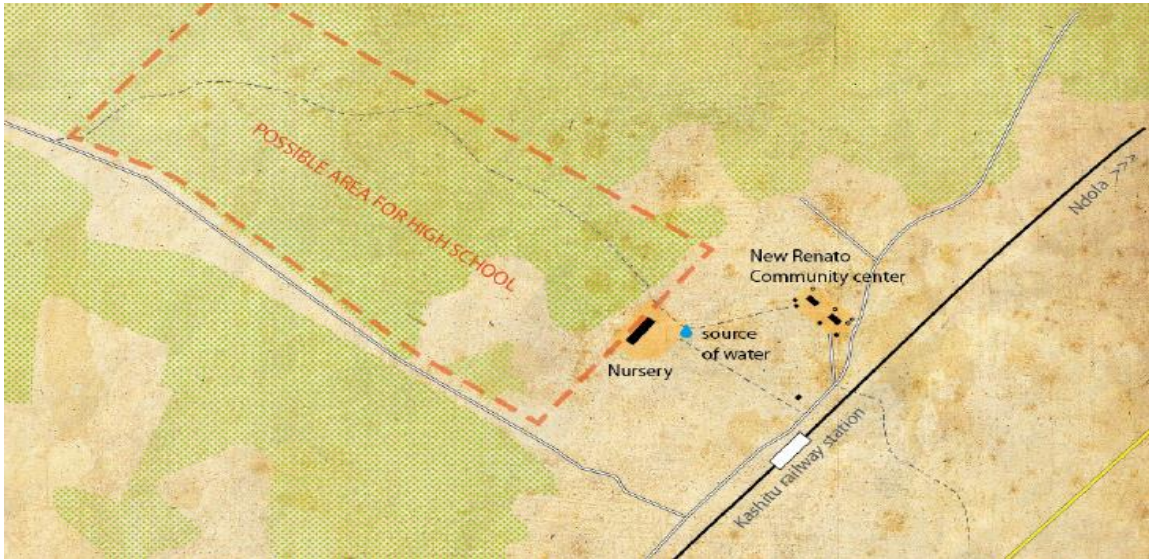 POSSIBLE AREA FOR HIGH SCHOOL
Ndola >>>
New Renato
Community center
source
of water
Nursery
Kashitu railway station